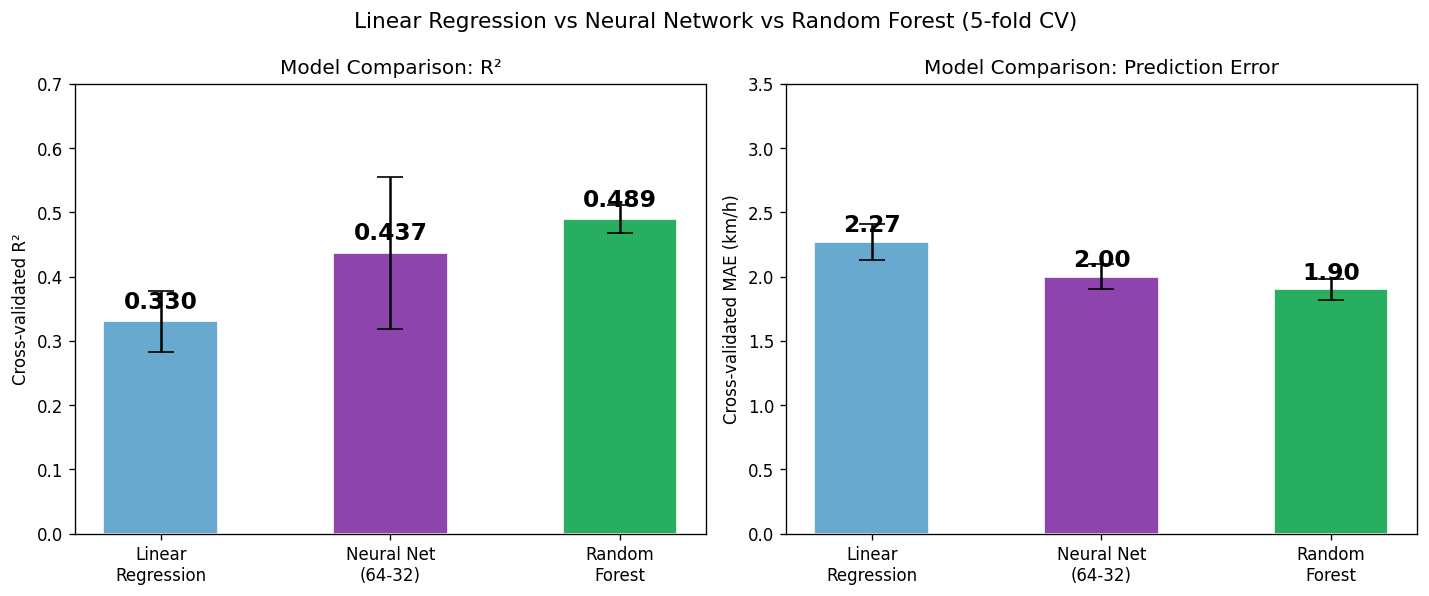 Linear Regression vs Neural Network vs Random Forest (5-fold CV)
Model Comparison: R²
Cross-validated R²
0.7
0.6
0.5
0.4
0.3
0.2
0.1
0.0
0.330
0.437
0.489
Linear
Regression
Neural Net
(64-32)
Random
Forest
Model Comparison: Prediction Error
Cross-validated MAE (km/h)
3.5
3.0
2.5
2.0
1.5
1.0
0.5
0.0
2.27
2.00
1.90
Linear
Regression
Neural Net
(64-32)
Random
Forest